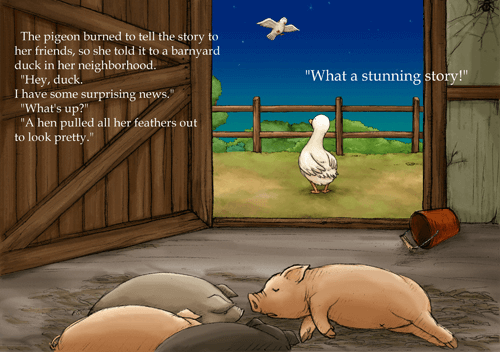 The pigeon burned to tell the story to
her friends, so she told it to a barnyard
duck in her neighborhood.
"Hey, duck.
I have some surprising news."
"What's up?"
"A hen pulled all her feathers out
to look pretty."
"What a stunning story!"